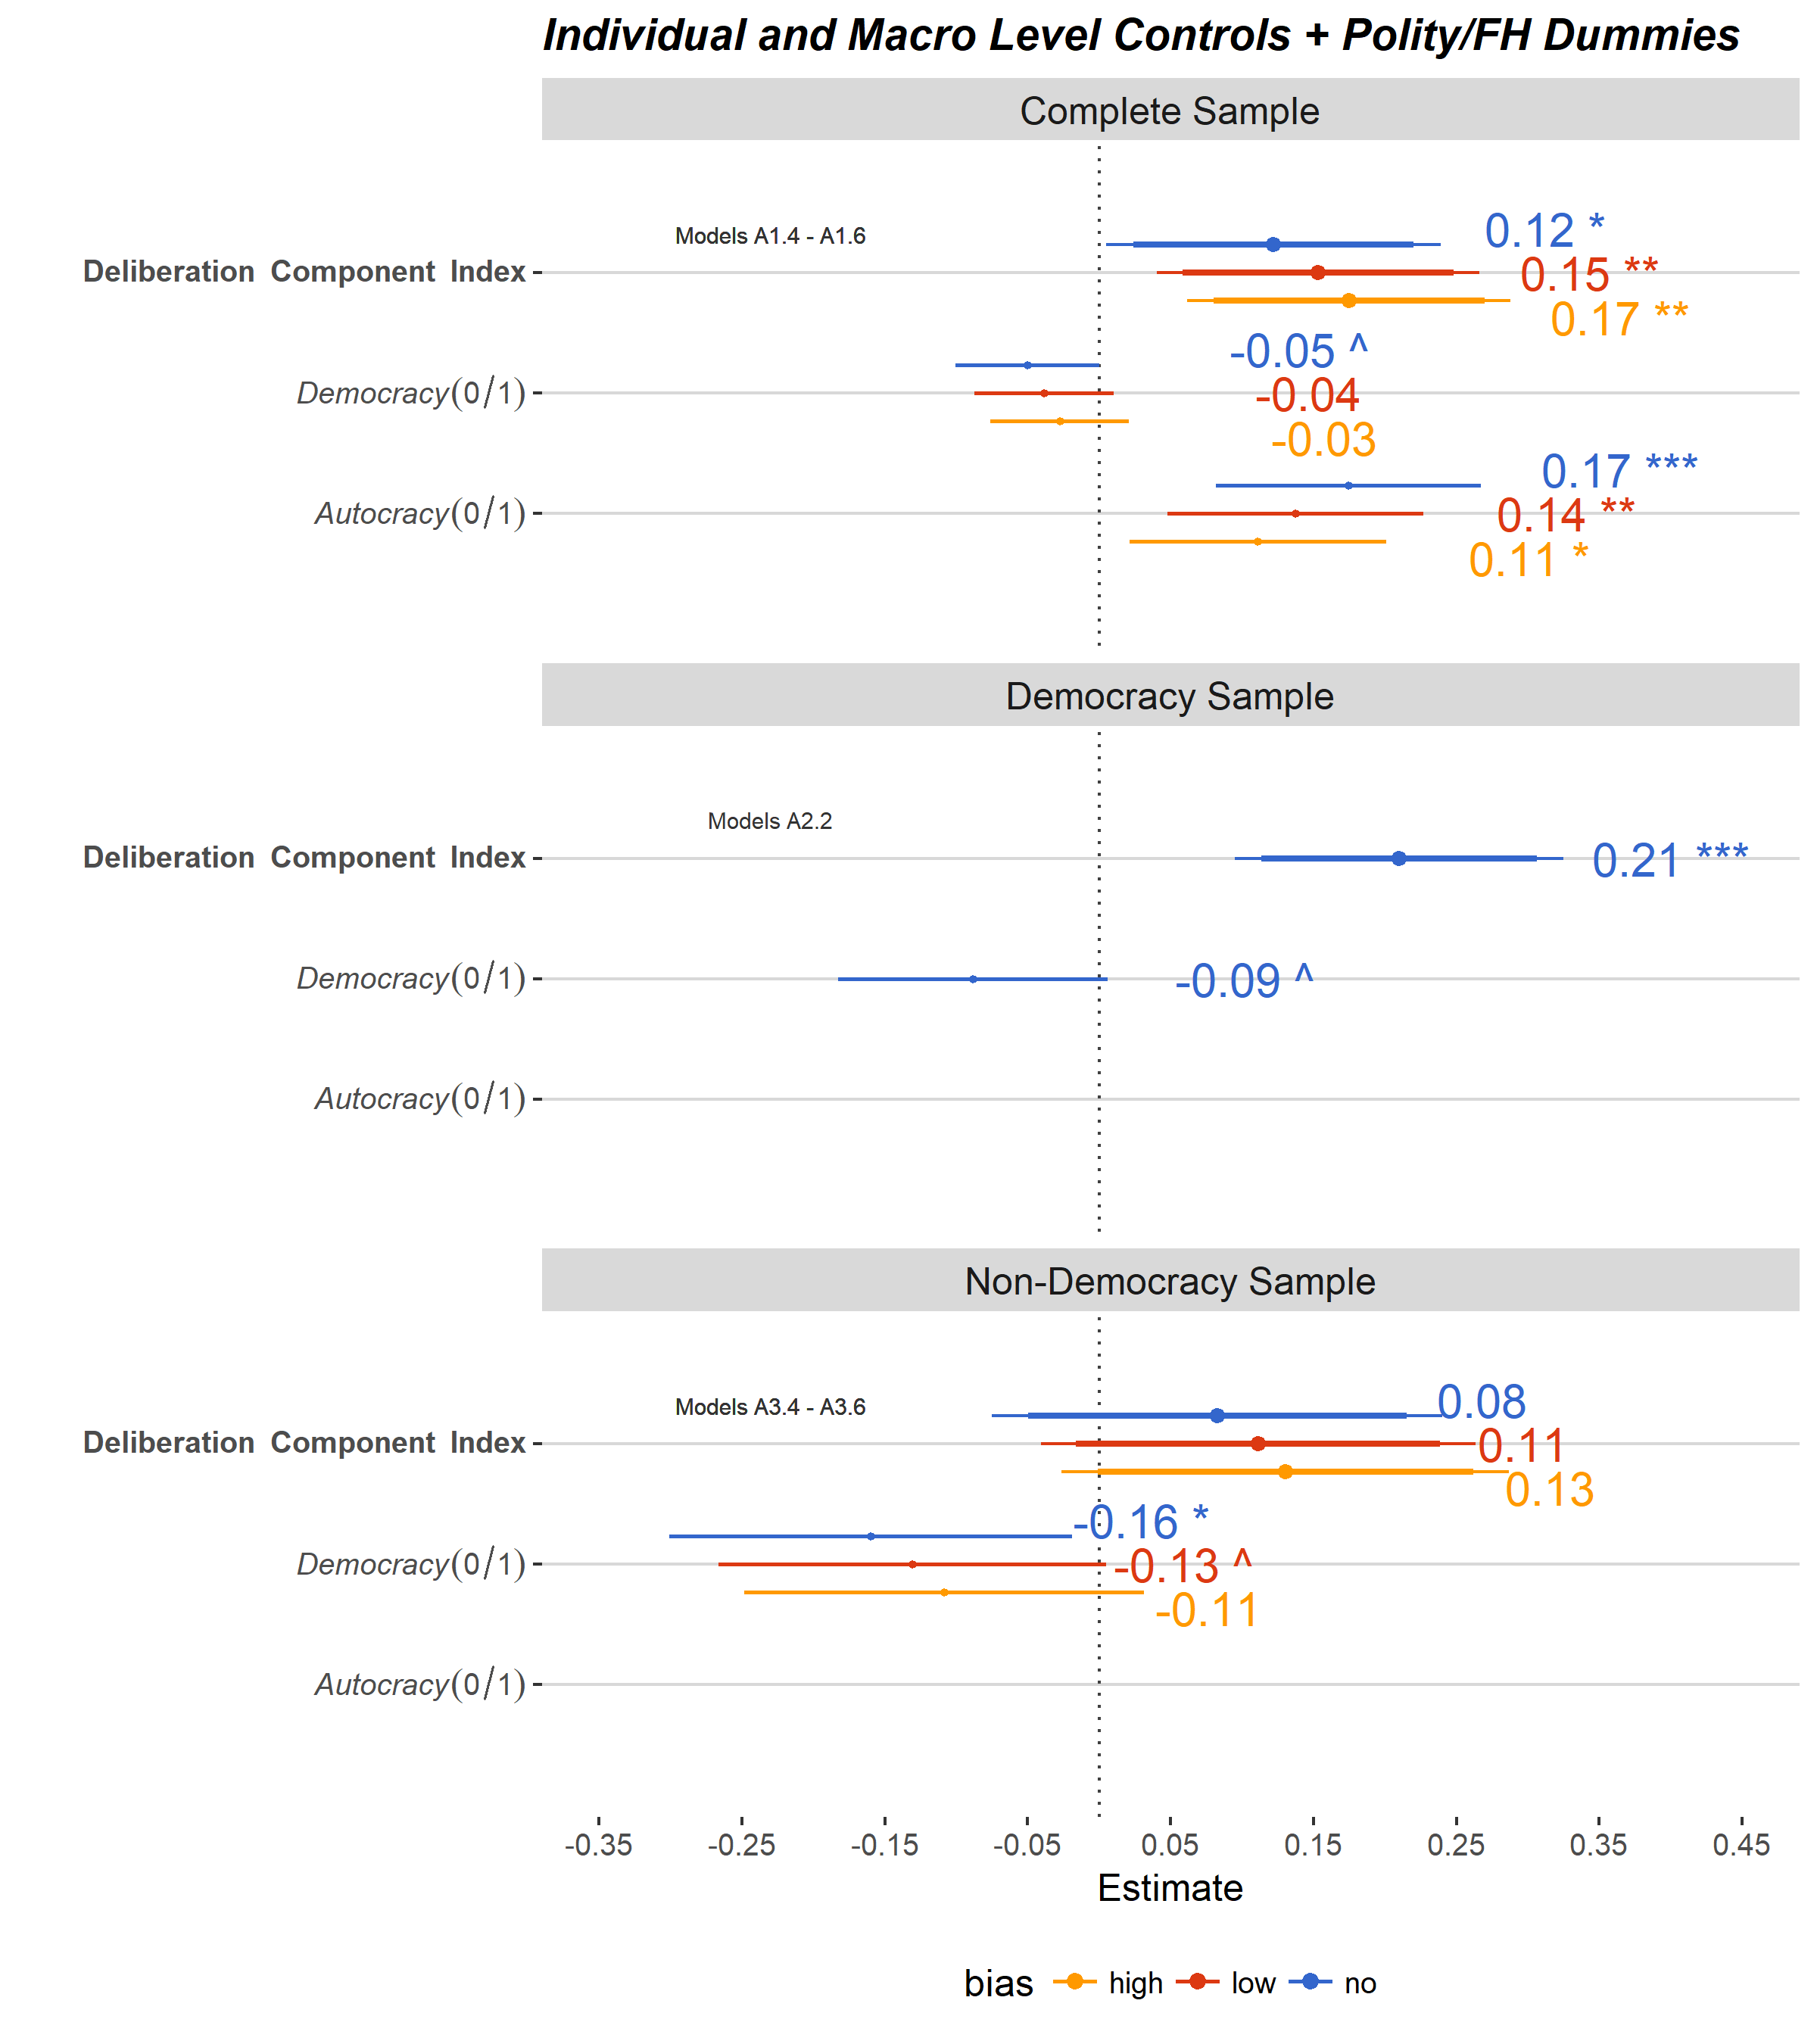 Individual and Macro Level Controls + Polity/FH Dummies
Complete Sample
Models A1.4 - A1.6
Deliberation Component Index
0.12 *
0.15 **
0.17 **
Democracy(0/1)
-0.05 ^
-0.04
-0.03
Autocracy(0/1)
0.17 ***
0.14 **
0.11 *
Democracy Sample
Models A2.2
Deliberation Component Index
0.21 ***
Democracy(0/1)
-0.09 ^
Autocracy(0/1)
Non-Democracy Sample
Models A3.4 - A3.6
Deliberation Component Index
0.08
0.11
0.13
Democracy(0/1)
-0.16 *
-0.13 ^
-0.11
Autocracy(0/1)
-0.35 -0.25 -0.15 -0.05 0.05 0.15 0.25 0.35 0.45
Estimate
bias high low no